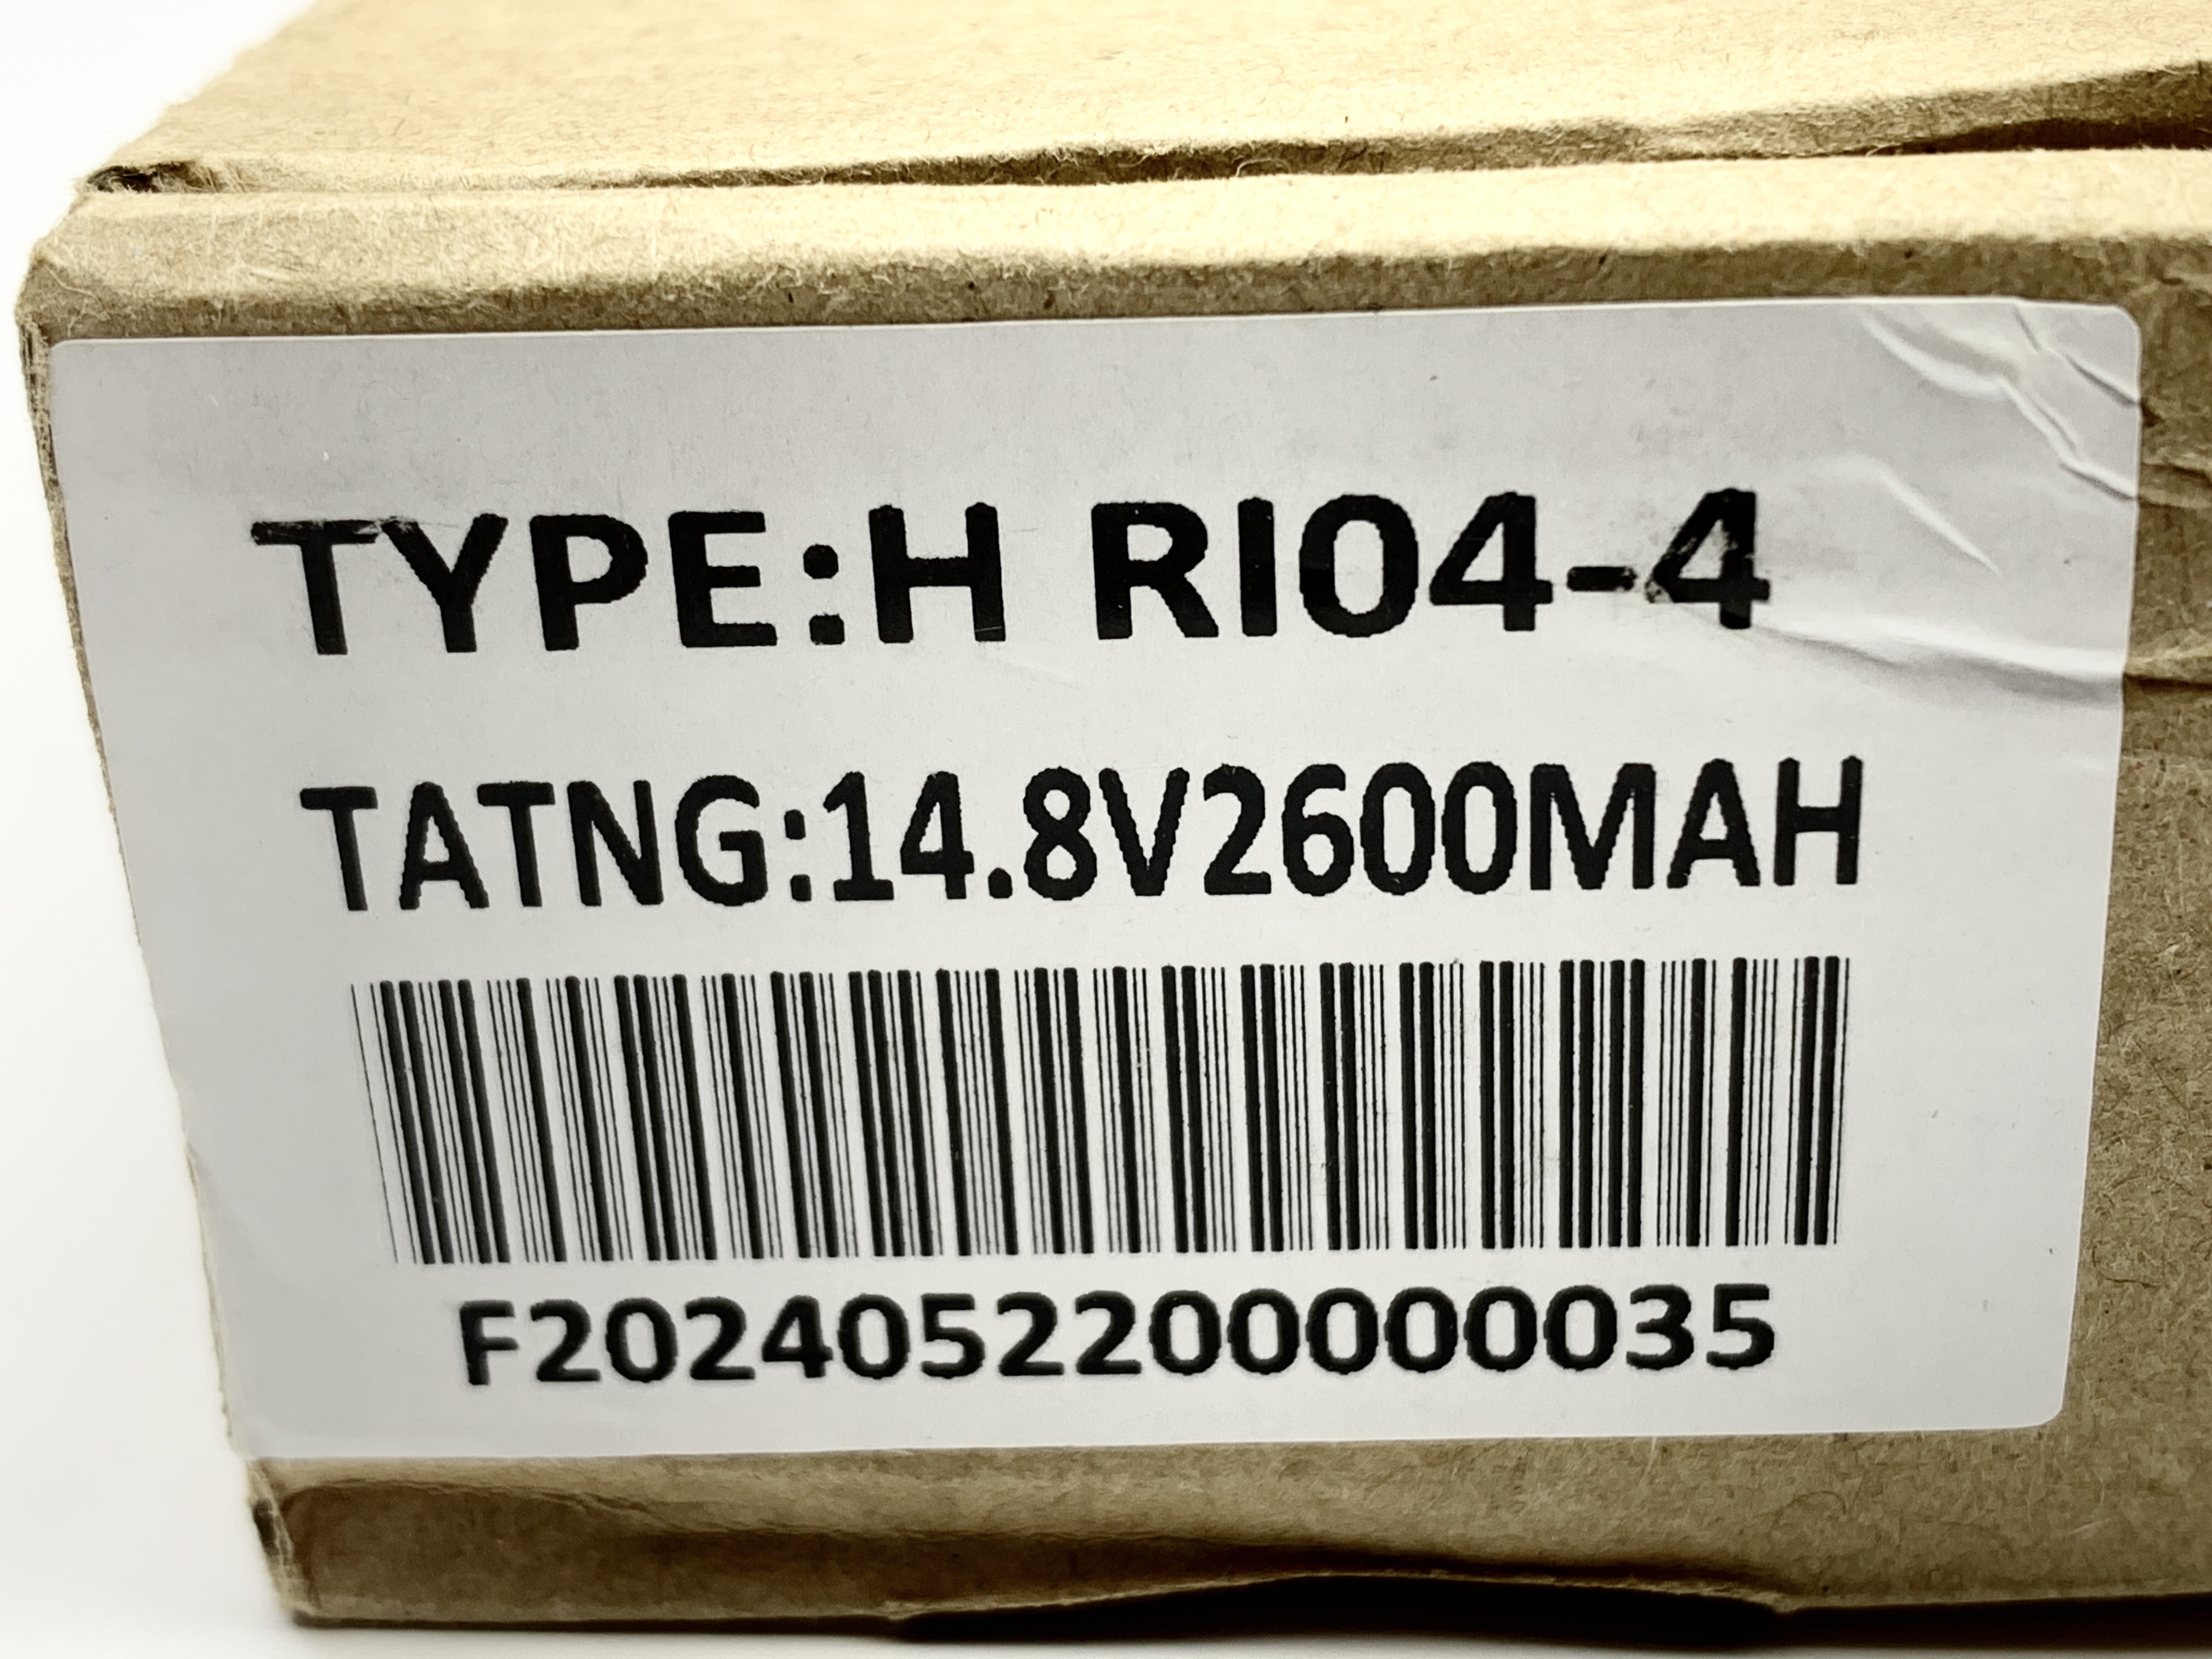 TYPE:H RI04-4
TATNG:14.8V2600MAH
F2024052200000035